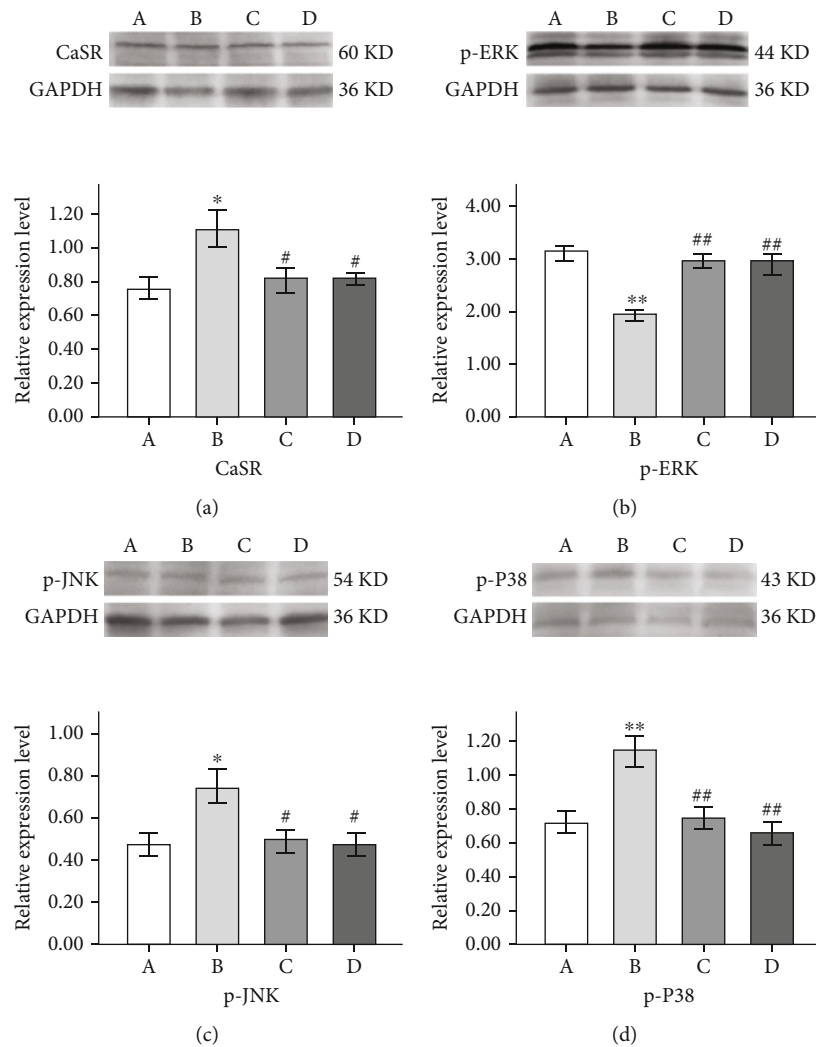 A B C D
CaSR 60 KD
GAPDH 36 KD
Relative expression level
1.20
1.00
0.80
0.60
0.40
0.20
0.00
*
#
#
A B C D
CaSR
(a)
A B C D
p-ERK 44 KD
GAPDH 36 KD
Relative expression level
4.00
3.00
2.00
1.00
0.00
**
##
##
A B C D
p-ERK
(b)
A B C D
p-JNK 54 KD
GAPDH 36 KD
Relative expression level
1.00
0.80
0.60
0.40
0.20
0.00
*
#
#
A B C D
p-JNK
(c)
A B C D
p-P38 43 KD
GAPDH 36 KD
Relative expression level
1.20
1.00
0.80
0.60
0.40
0.20
0.00
**
##
##
A B C D
p-P38
(d)